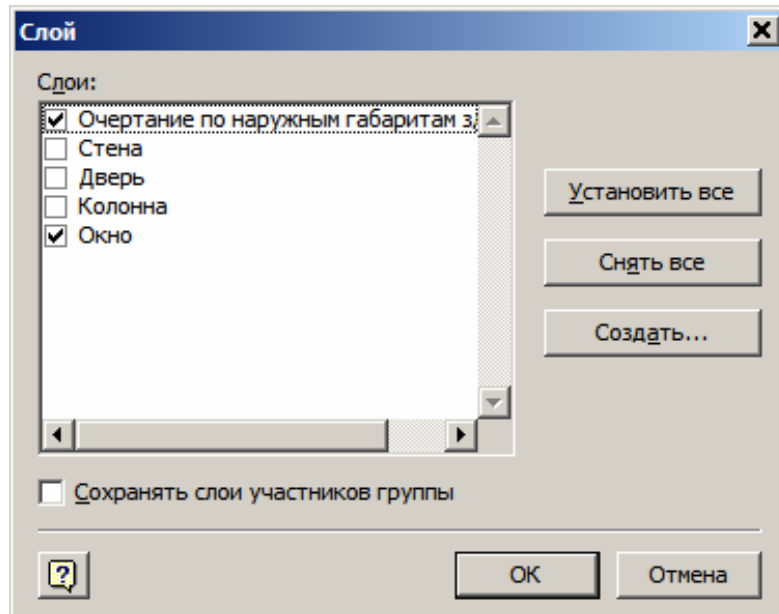 Слой
Слои:
Очертание по наружным габаритам
Стена
Дверь
Колонна
Окно
Установить все
Снять все
Создать...
Сохранять слои участников группы
?
ОК
Отмена